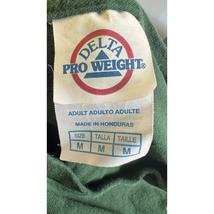 DELTA
PRO WEIGHT®
ADULT ADULTO ADULTE
MADE IN HONDURAS
SIZE TALLA TAILLE
M M M